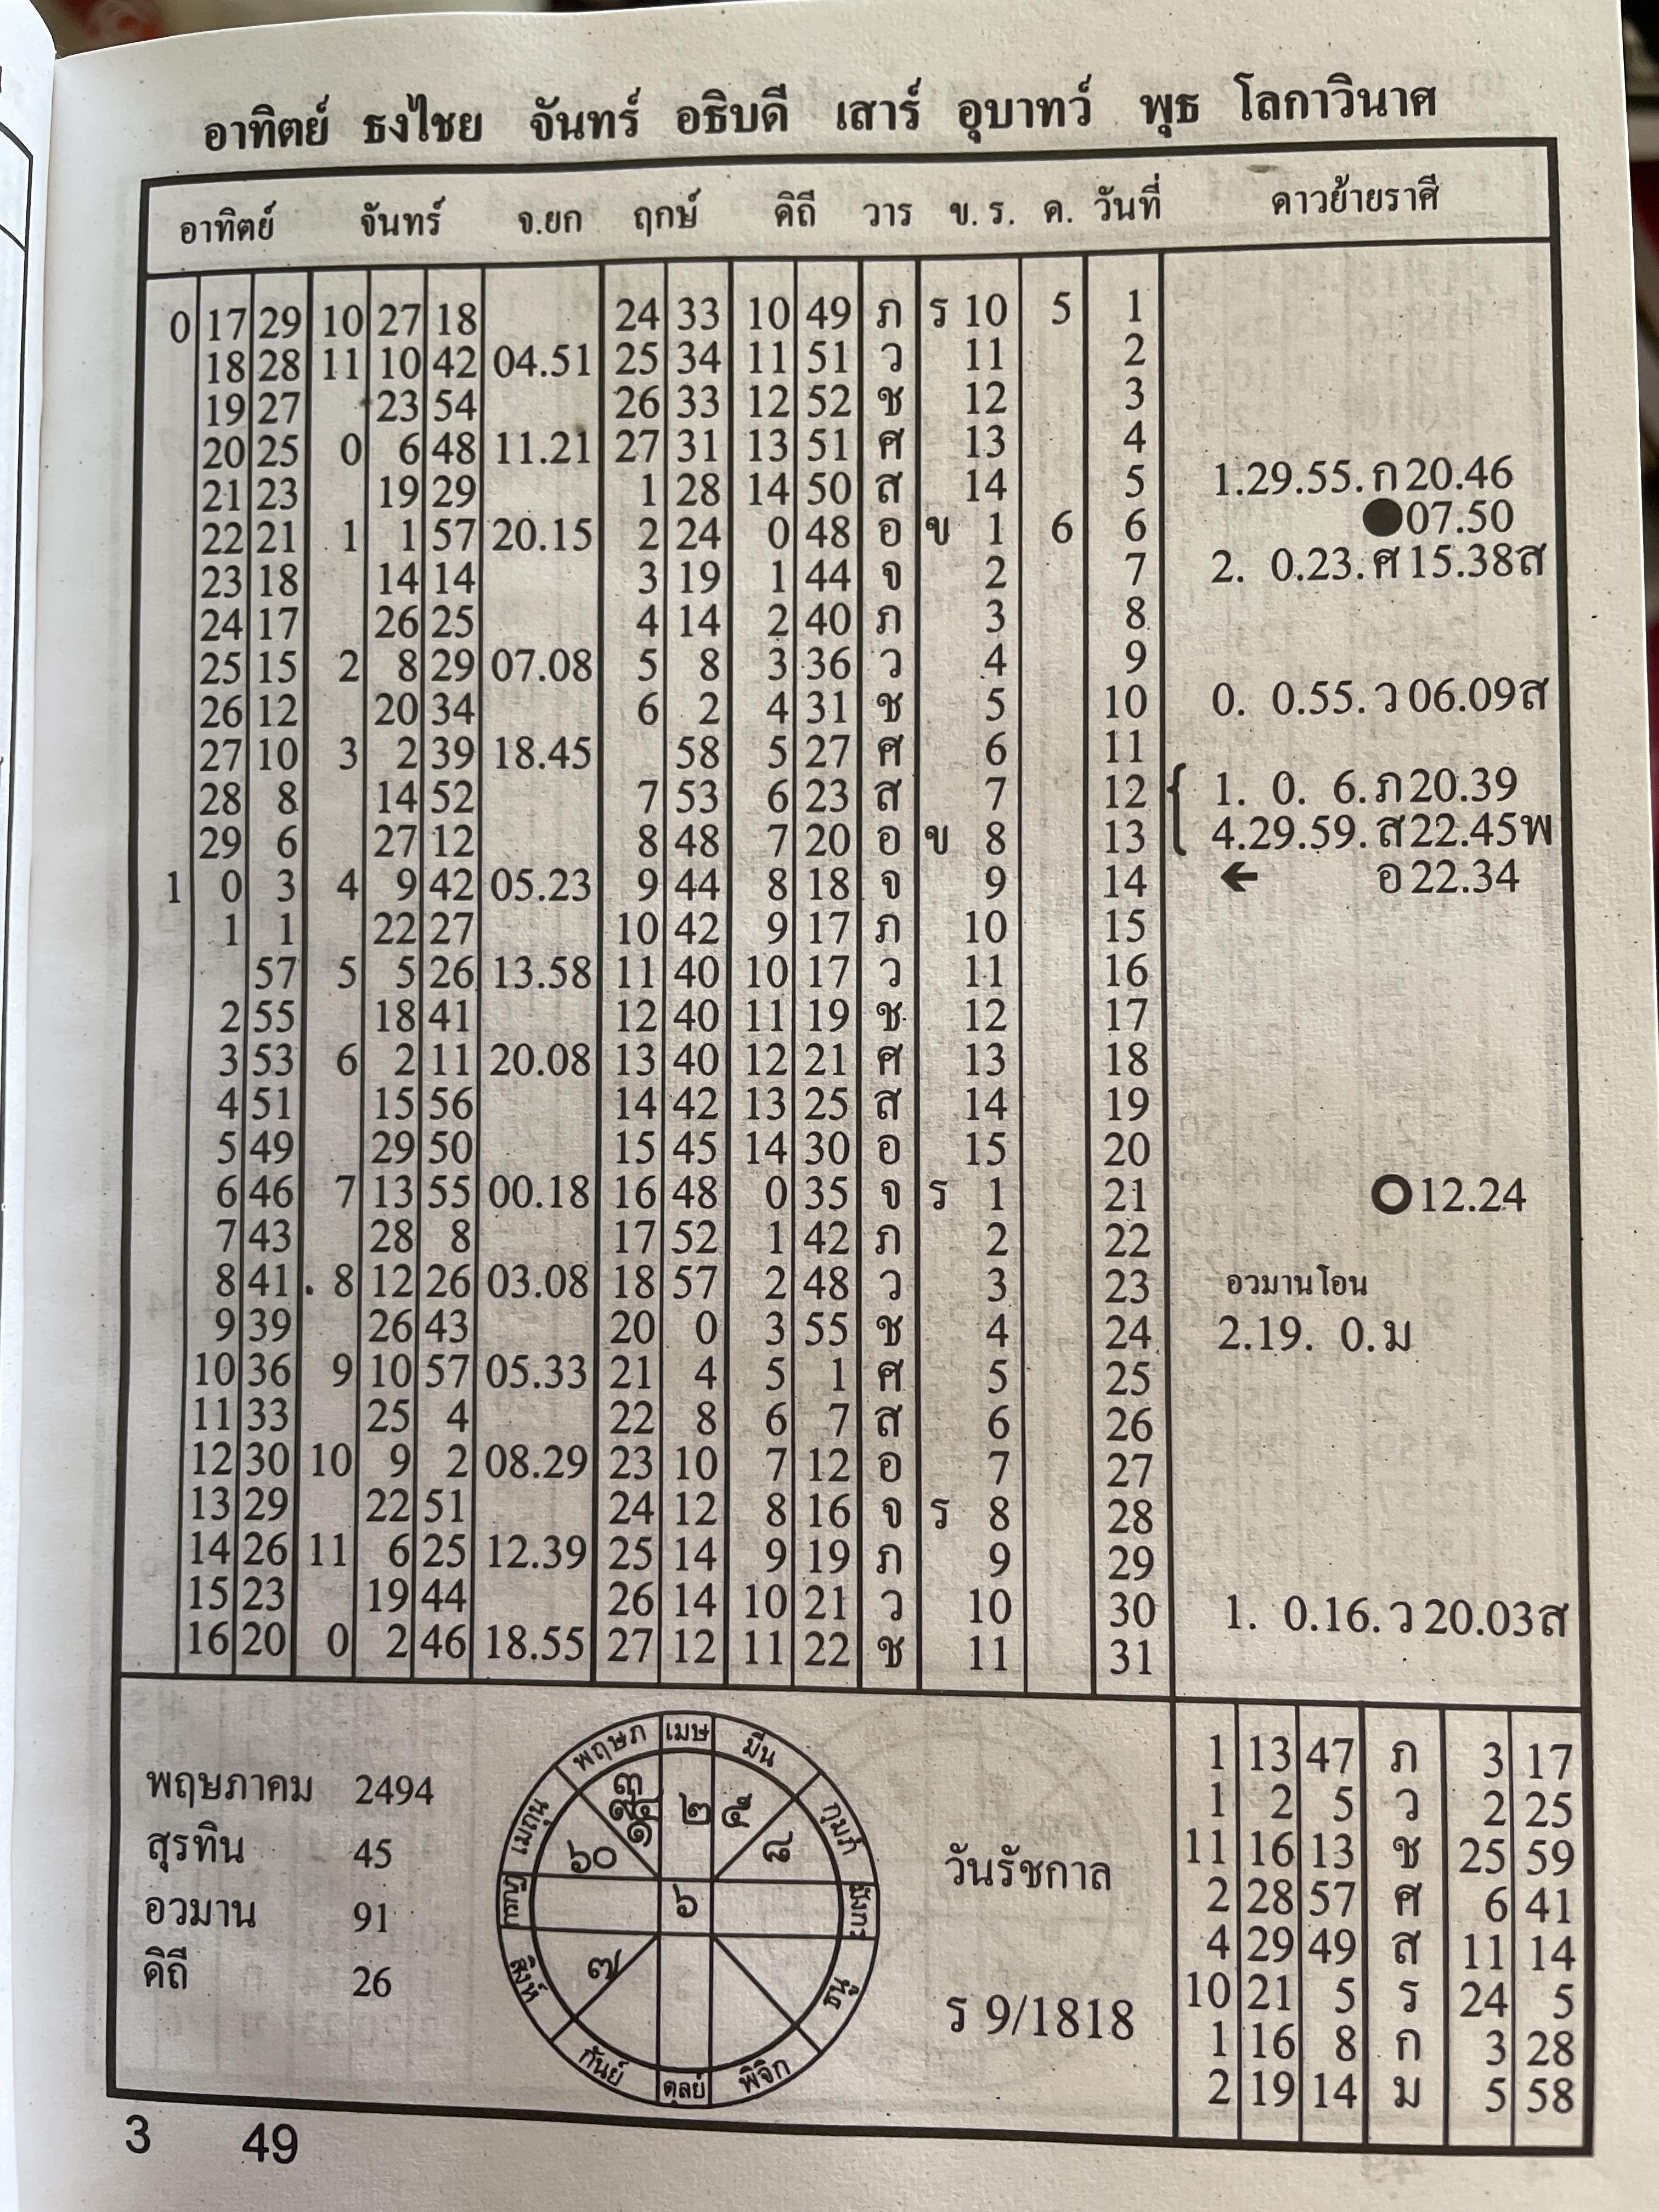 อาทิตย์ ธงไชย จันทร์ อธิบดี เสาร์ อุบาทว์ พุธ โลกาวินาศ
อาทิตย์ จันทร์ จ.ยก ฤกษ์ ดิถี วาร ข. ร. ค. วันที่ ดาวย้ายราศี
0 17 29 10 27 18 24 33 10 49 ภ ร 10 5 1
18 28 11 10 42 04.51 25 34 11 51 ว 11 2
19 27 23 54 26 33 12 52 ช 12 3
20 25 0 6 48 11.21 27 31 13 51 ศ 13 4
21 23 19 29 1 28 14 50 ส 14 5 1.29.55. ก 20.46
22 21 1 1 57 20.15 2 24 0 48 อ ข 1 6 6 ●07.50
23 18 14 14 3 19 1 44 จ 2 7 2. 0.23. ศ 15.38ส
24 17 26 25 4 14 2 40 ภ 3 8
25 15 2 8 29 07.08 5 8 3 36 ว 4 9
26 12 20 34 6 2 4 31 ช 5 10 0. 0.55. ว 06.09ส
27 10 3 2 39 18.45 58 5 27 ศ 6 11
28 8 14 52 7 53 6 23 ส 7 12 { 1. 0. 6. ภ 20.39
29 6 27 12 8 48 7 20 อ ข 8 13 4.29.59. ส 22.45พ
1 0 3 4 9 42 05.23 9 44 8 18 จ 9 14 ← อ 22.34
1 1 22 27 10 42 9 17 ภ 10 15
57 5 5 26 13.58 11 40 10 17 ว 11 16
2 55 18 41 12 40 11 19 ช 12 17
3 53 6 2 11 20.08 13 40 12 21 ศ 13 18
4 51 15 56 14 42 13 25 ส 14 19
5 49 29 50 15 45 14 30 อ 15 20
6 46 7 13 55 00.18 16 48 0 35 จ ร 1 21 ○12.24
7 43 28 8 17 52 1 42 ภ 2 22
8 41 8 12 26 03.08 18 57 2 48 ว 3 23 อวมานโอน
9 39 26 43 20 0 3 55 ช 4 24 2.19. 0. ม
10 36 9 10 57 05.33 21 4 5 1 ศ 5 25
11 33 25 4 22 8 6 7 ส 6 26
12 30 10 9 2 08.29 23 10 7 12 อ 7 27
13 29 22 51 24 12 8 16 จ ร 8 28
14 26 11 6 25 12.39 25 14 9 19 ภ 9 29
15 23 19 44 26 14 10 21 ว 10 30 1. 0.16. ว 20.03ส
16 20 0 2 46 18.55 27 12 11 22 ช 11 31
พฤษภาคม 2494
สุรทิน 45
อวมาน 91
ดิถี 26
เมษ
มีน
กุมภ์
มังกร
ธนู
พิจิก
ตุลย์
กันย์
สิงห์
กรกฎ
เมถุน
พฤษภ
๒
๕
๘
๖๐
๖
๗
วันรัชกาล
ร 9/1818
1 13 47 ภ 3 17
1 2 5 ว 2 25
11 16 13 ช 25 59
2 28 57 ศ 6 41
4 29 49 ส 11 14
10 21 5 ร 24 5
1 16 8 ก 3 28
2 19 14 ม 5 58
3 49